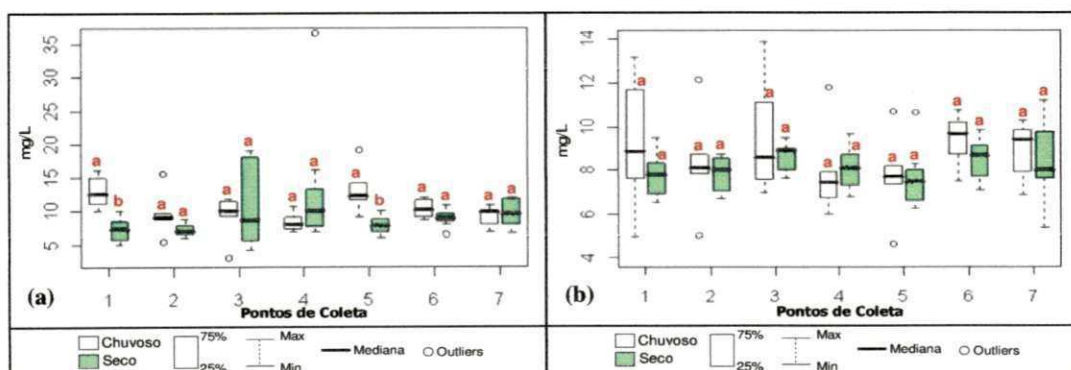 mg/L
35
30
25
20
15
10
5
a b a a a a a a a b a a a a
(a)
1 2 3 4 5 6 7
Pontos de Coleta
Chuvoso
Seco
75%
25%
Max
Min
Mediana
Outliers
mg/L
14
12
10
8
6
4
a a a a a a a a a a a a a a
(b)
1 2 3 4 5 6 7
Pontos de Coleta
Chuvoso
Seco
75%
25%
Max
Min
Mediana
Outliers